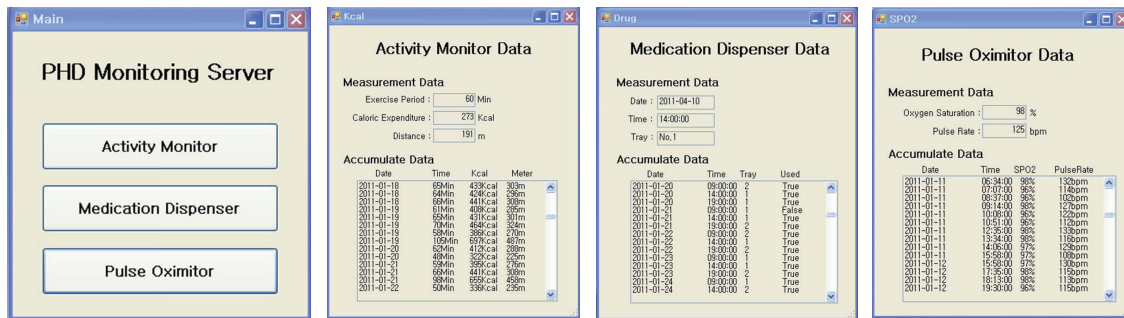 Main
PHD Monitoring Server
Activity Monitor
Medication Dispenser
Pulse Oximitor
Kcal
Activity Monitor Data
Measurement Data
Exercise Period : 60 Min
Caloric Expenditure : 273 Kcal
Distance : 191 m
Accumulate Data
Date Time Kcal Meter
2011-01-18 65Min 433Kcal 303m
2011-01-18 64Min 424Kcal 296m
2011-01-18 66Min 441Kcal 308m
2011-01-19 61Min 408Kcal 285m
2011-01-19 65Min 431Kcal 301m
2011-01-19 70Min 464Kcal 324m
2011-01-19 58Min 386Kcal 270m
2011-01-19 105Min 697Kcal 487m
2011-01-20 62Min 412Kcal 288m
2011-01-20 48Min 322Kcal 225m
2011-01-21 59Min 395Kcal 276m
2011-01-21 66Min 441Kcal 308m
2011-01-21 98Min 655Kcal 458m
2011-01-22 50Min 336Kcal 235m
Drug
Medication Dispenser Data
Measurement Data
Date : 2011-04-10
Time : 14:00:00
Tray : No,1
Accumulate Data
Date Time Tray Used
2011-01-20 09:00:00 2 True
2011-01-20 14:00:00 1 True
2011-01-20 19:00:00 1 True
2011-01-21 09:00:00 1 False
2011-01-21 14:00:00 1 True
2011-01-21 19:00:00 2 True
2011-01-22 09:00:00 2 True
2011-01-22 14:00:00 1 True
2011-01-22 19:00:00 2 True
2011-01-23 09:00:00 1 True
2011-01-23 14:00:00 1 True
2011-01-23 19:00:00 2 True
2011-01-24 09:00:00 1 True
2011-01-24 14:00:00 2 True
SPO2
Pulse Oximitor Data
Measurement Data
Oxygen Saturation : 98 %
Pulse Rate : 125 bpm
Accumulate Data
Date Time SPO2 PulseRate
2011-01-11 06:34:00 98% 132bpm
2011-01-11 07:07:00 96% 114bpm
2011-01-11 08:37:00 96% 102bpm
2011-01-11 09:14:00 98% 127bpm
2011-01-11 10:08:00 96% 122bpm
2011-01-11 10:51:00 96% 112bpm
2011-01-11 12:35:00 98% 133bpm
2011-01-11 13:34:00 98% 116bpm
2011-01-11 14:06:00 97% 129bpm
2011-01-11 15:58:00 97% 108bpm
2011-01-12 15:58:00 97% 130bpm
2011-01-12 17:35:00 98% 115bpm
2011-01-12 18:13:00 98% 113bpm
2011-01-12 19:30:00 96% 115bpm